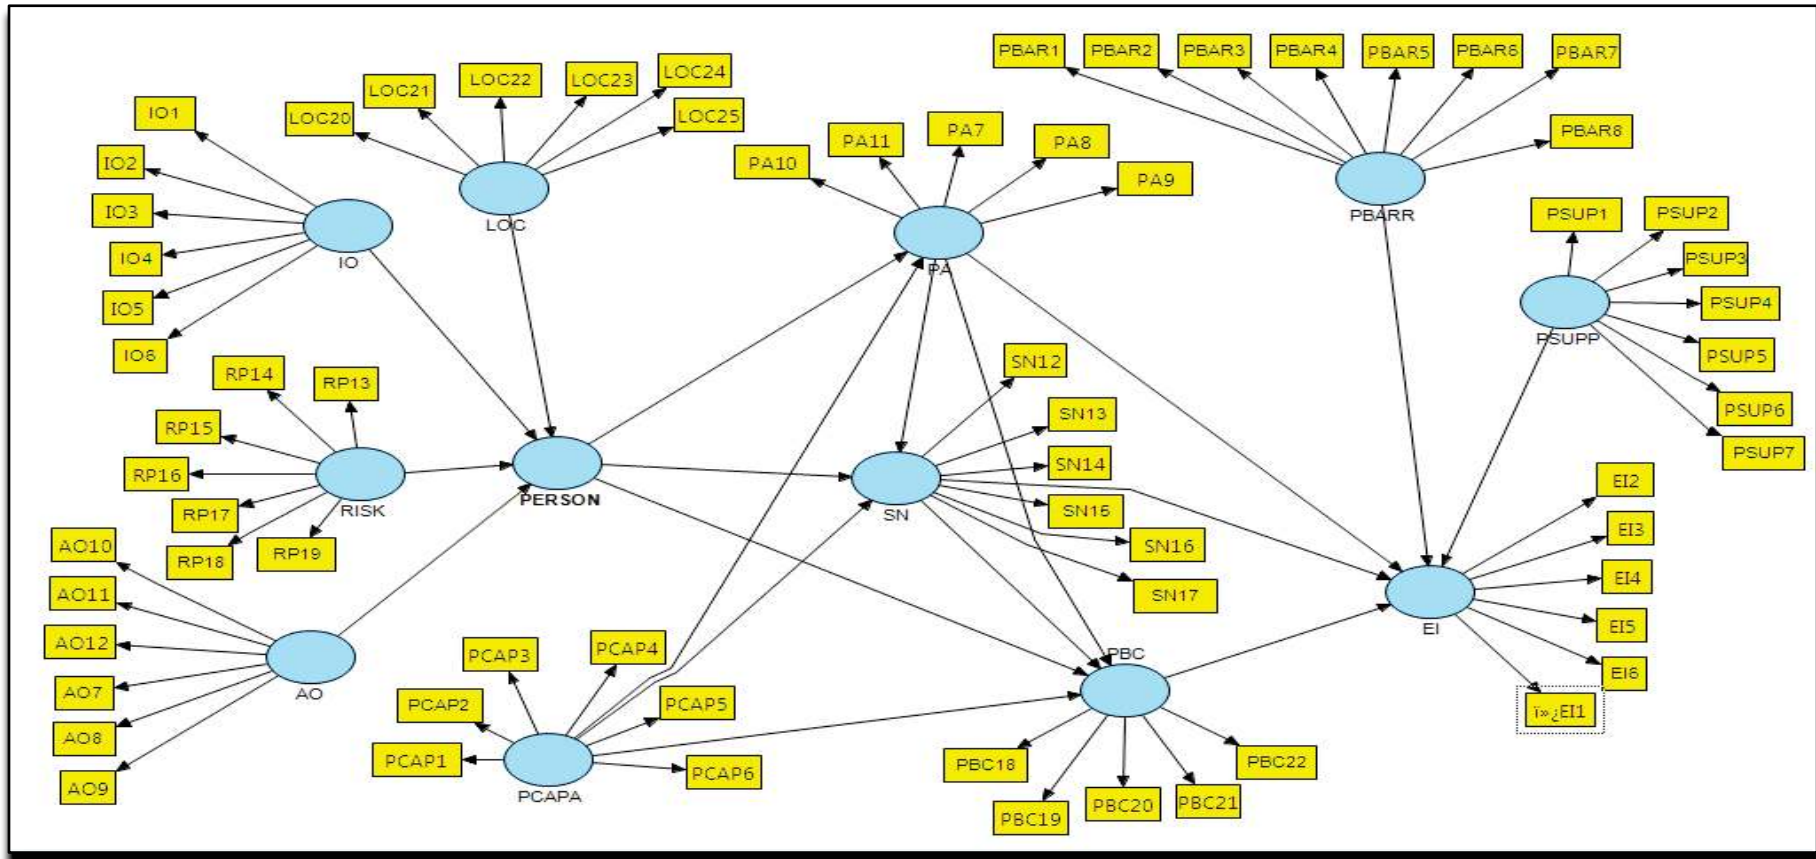 PBAR1
PBAR2
PBAR3
PBAR4
PBAR5
PBAR6
PBAR7
PBAR8
PBARR
LOC20
LOC21
LOC22
LOC23
LOC24
LOC25
LOC
IO1
IO2
IO3
IO4
IO5
IO6
IO
PA10
PA11
PA7
PA8
PA9
PA
PSUP1
PSUP2
PSUP3
PSUP4
PSUP5
PSUP6
PSUP7
PSUPP
RP14
RP13
RP15
RP16
RP17
RP18
RP19
RISK
PERSON
SN12
SN13
SN14
SN15
SN16
SN17
SN
EI2
EI3
EI4
EI5
EI6
ï»¿EI1
EI
AO10
AO11
AO12
AO7
AO8
AO9
AO
PCAP3
PCAP4
PCAP2
PCAP5
PCAP1
PCAP6
PCAPA
PBC
PBC18
PBC19
PBC20
PBC21
PBC22